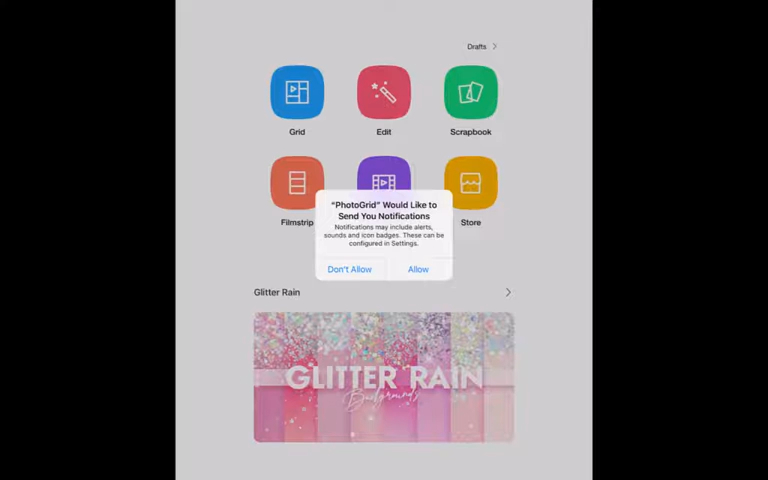 Drafts
Grid
Edit
Scrapbook
Filmstrip
Store
“PhotoGrid” Would Like to
Send You Notifications
Notifications may include alerts,
sounds and icon badges. These can be
configured in Settings.
Don't Allow
Allow
Glitter Rain
GLITTER RAIN
Backgrounds